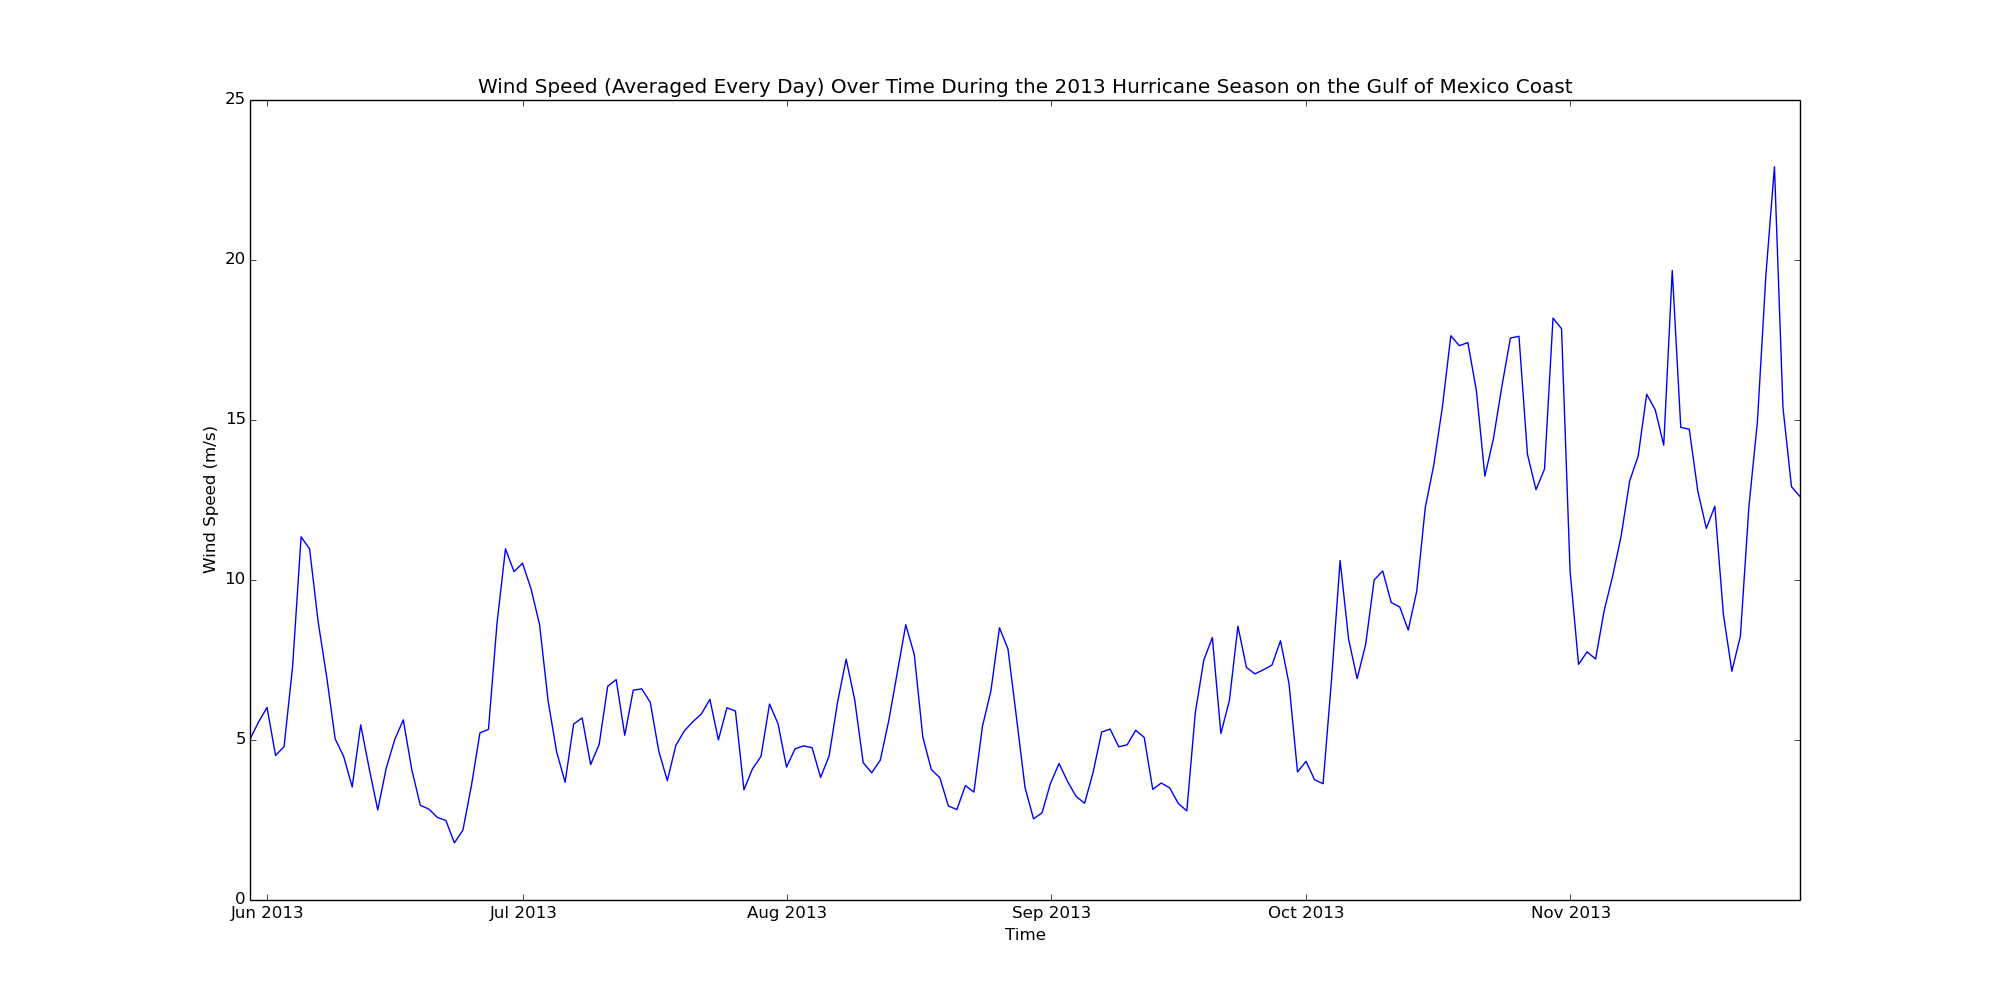 Wind Speed (Averaged Every Day) Over Time During the 2013 Hurricane Season on the Gulf of Mexico Coast
25
20
15
10
5
0
Wind Speed (m/s)
Jun 2013 Jul 2013 Aug 2013 Sep 2013 Oct 2013 Nov 2013
Time